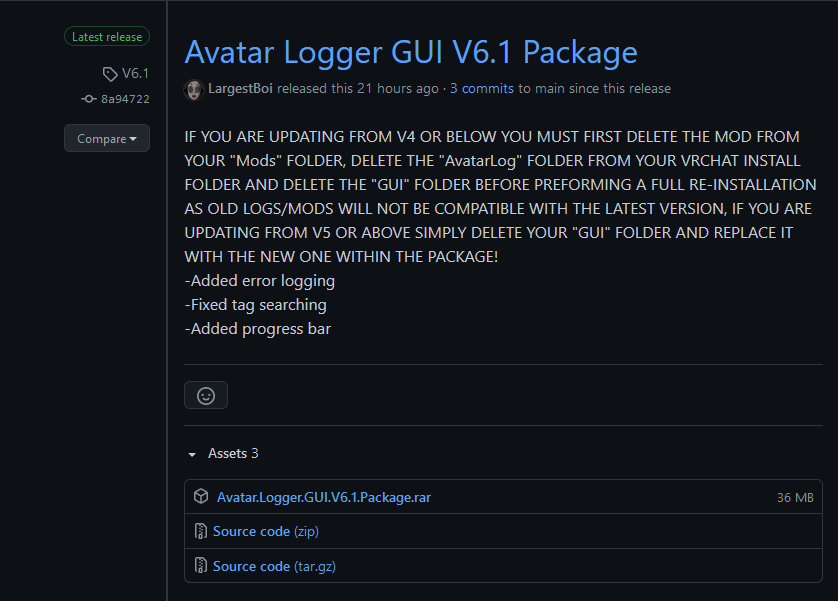 Latest release
V6.1
8a94722
Compare
Avatar Logger GUI V6.1 Package
LargestBoi released this 21 hours ago · 3 commits to main since this release
IF YOU ARE UPDATING FROM V4 OR BELOW YOU MUST FIRST DELETE THE MOD FROM
YOUR "Mods" FOLDER, DELETE THE "AvatarLog" FOLDER FROM YOUR VRCHAT INSTALL
FOLDER AND DELETE THE "GUI" FOLDER BEFORE PREFORMING A FULL RE-INSTALLATION
AS OLD LOGS/MODS WILL NOT BE COMPATIBLE WITH THE LATEST VERSION, IF YOU ARE
UPDATING FROM V5 OR ABOVE SIMPLY DELETE YOUR "GUI" FOLDER AND REPLACE IT
WITH THE NEW ONE WITHIN THE PACKAGE!
-Added error logging
-Fixed tag searching
-Added progress bar
Assets 3
Avatar.Logger.GUI.V6.1.Package.rar 36 MB
Source code (zip)
Source code (tar.gz)